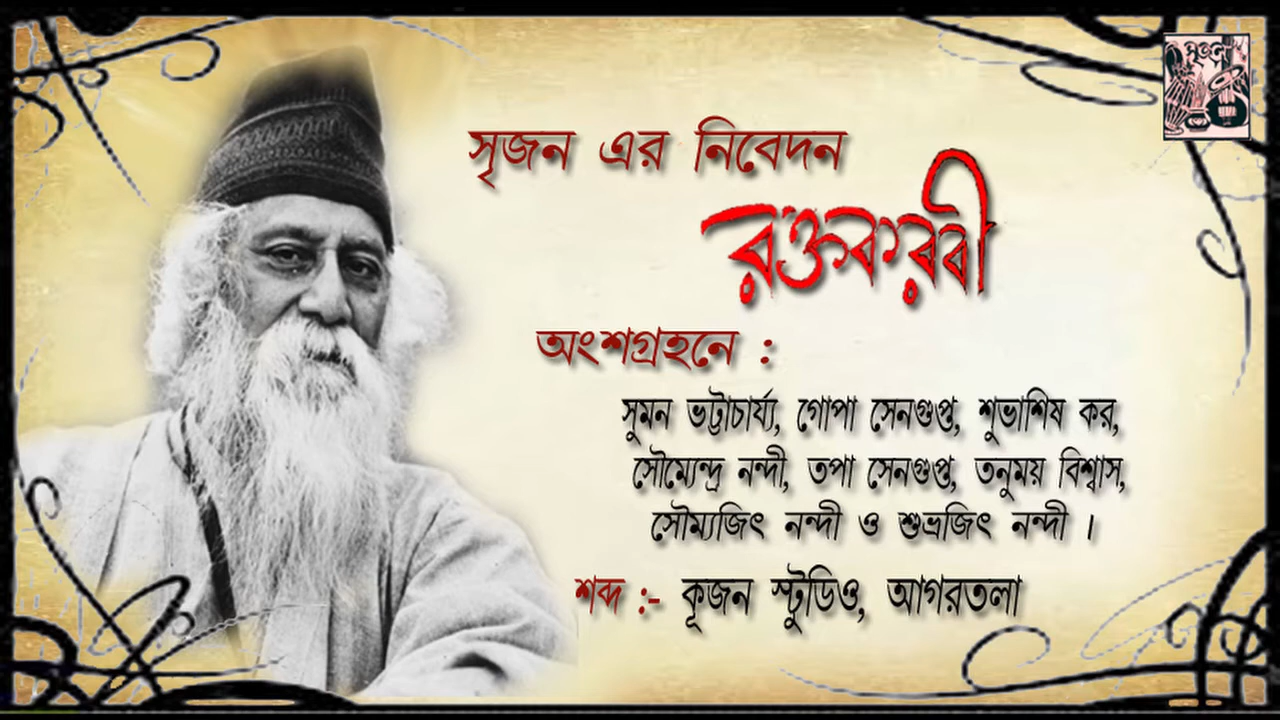 সৃজন
সৃজন এর নিবেদন
রক্তকরবী
অংশগ্রহনে :
সুমন ভট্টাচার্য্য, গোপা সেনগুপ্ত, শুভাশিষ কর,
সৌম্যেন্দ্র নন্দী, তপা সেনগুপ্ত, তনুময় বিশ্বাস,
সৌম্যজিৎ নন্দী ও শুভ্রজিৎ নন্দী ।
শব্দ :- কূজন স্টুডিও, আগরতলা